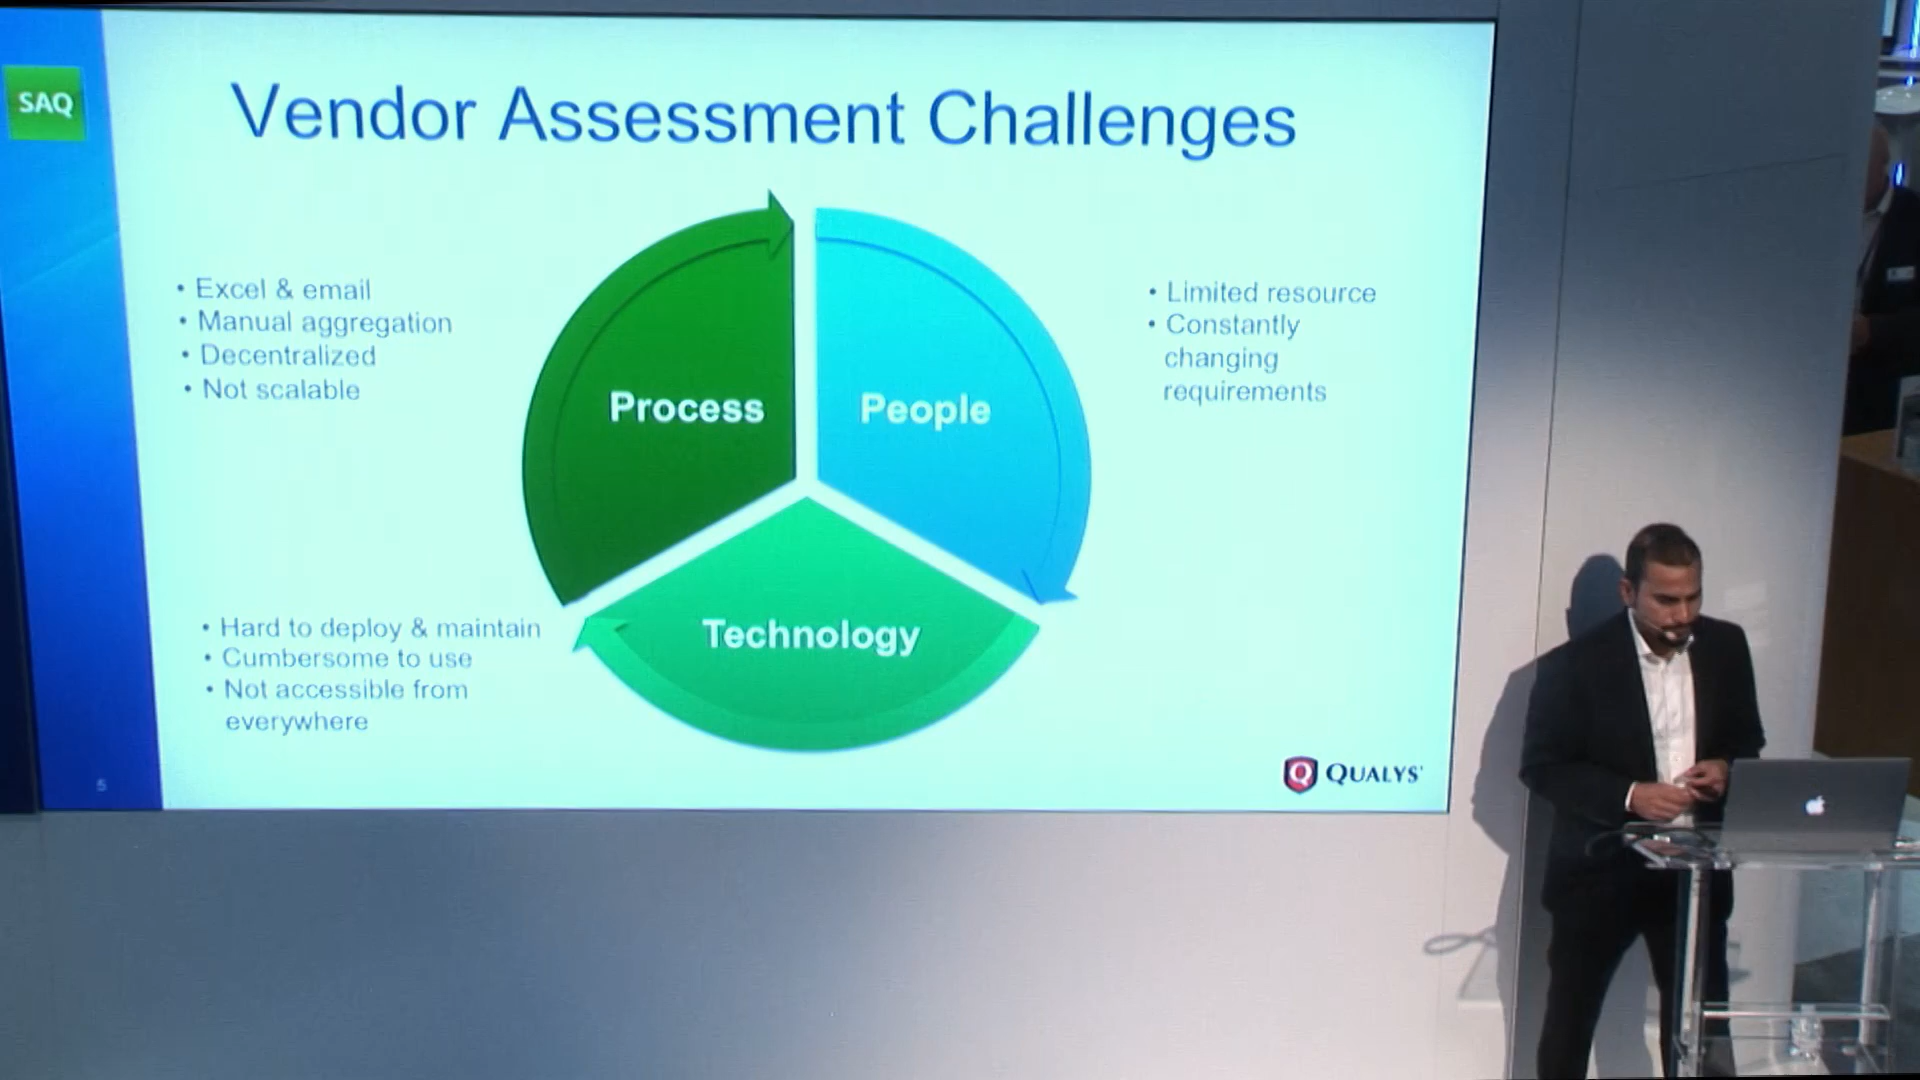 SAQ
Vendor Assessment Challenges
• Excel & email
• Manual aggregation
• Decentralized
• Not scalable
Process
People
• Limited resource
• Constantly
changing
requirements
• Hard to deploy & maintain
• Cumbersome to use
• Not accessible from
everywhere
Technology
5
Q QUALYS